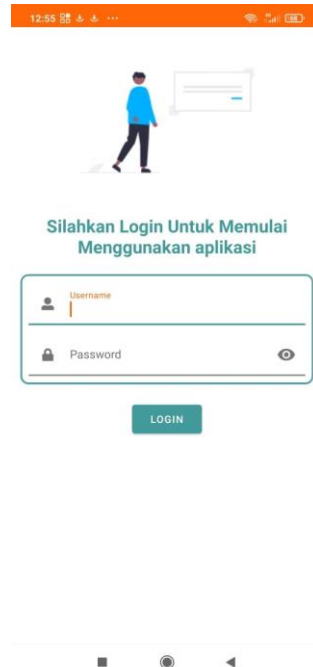 12:55
Silahkan Login Untuk Memulai
Menggunakan aplikasi
Username
Password
LOGIN